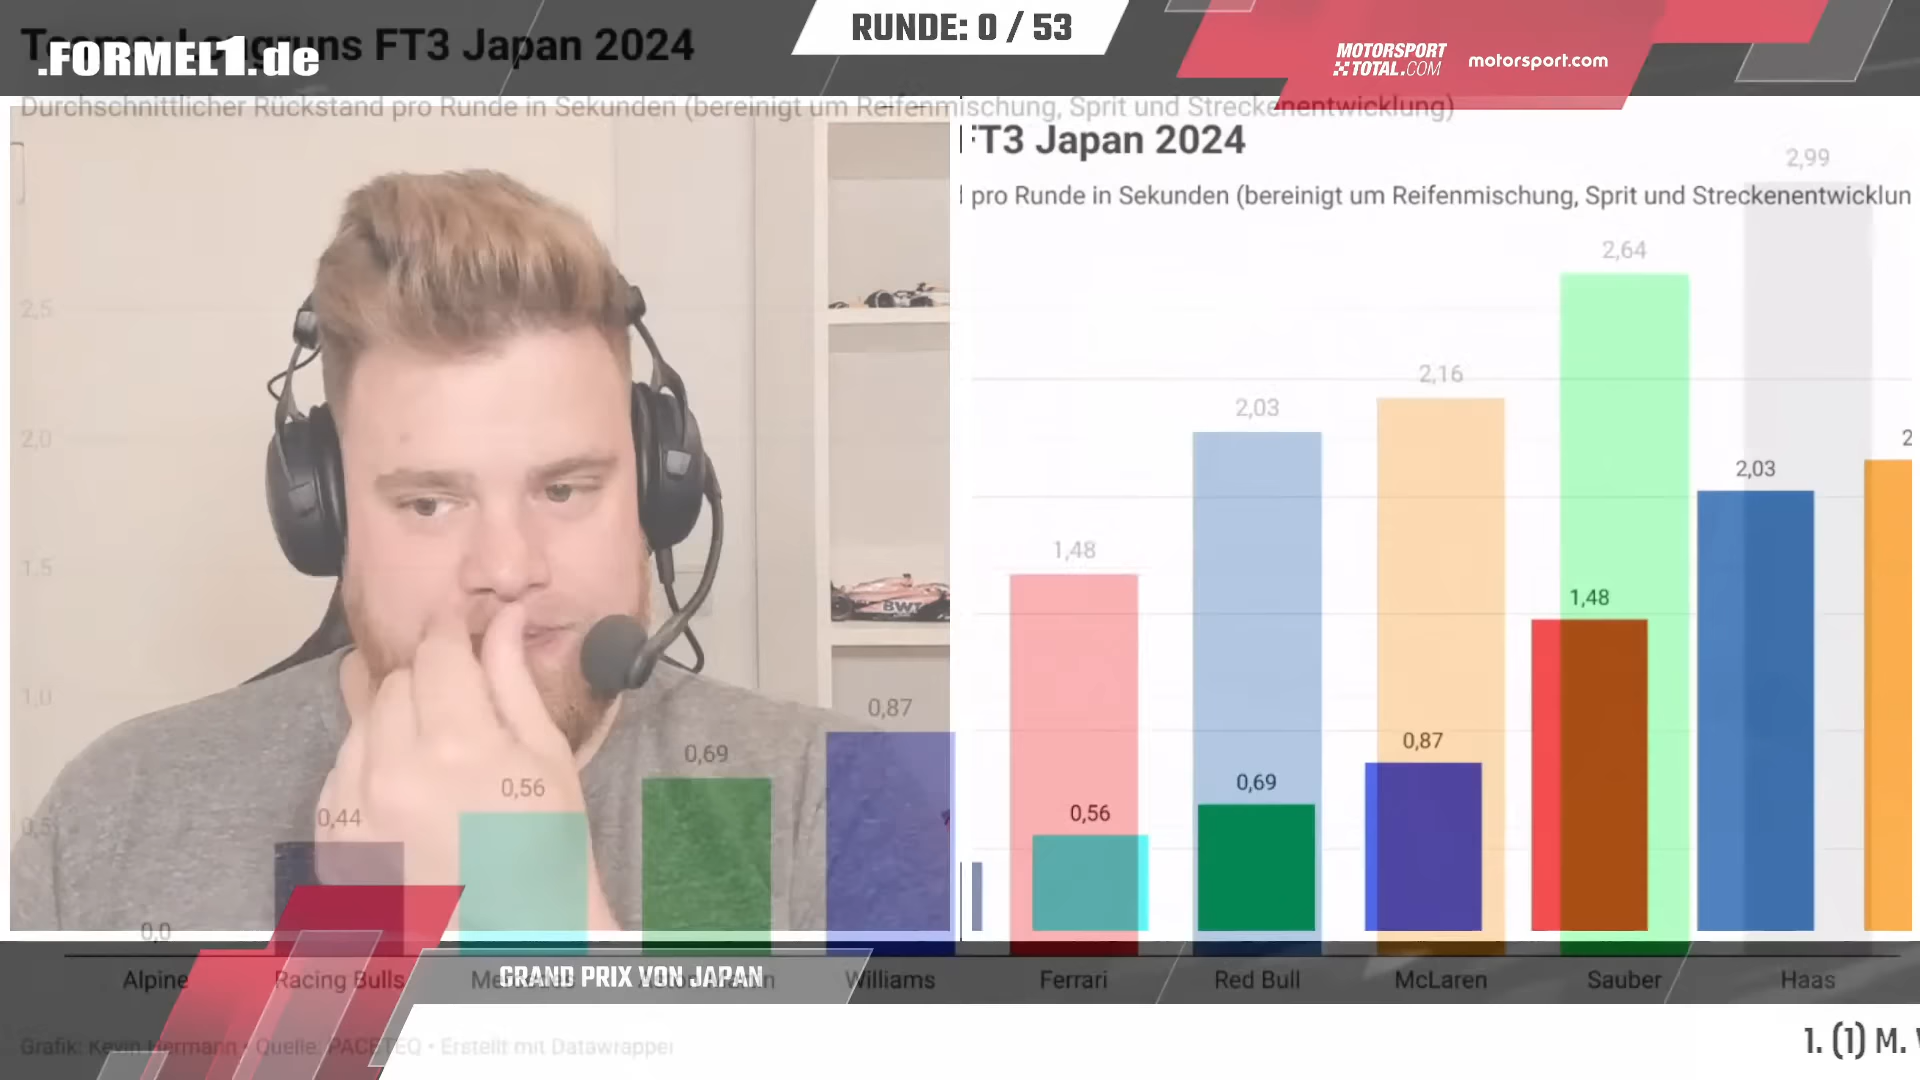 Teams: Longruns FT3 Japan 2024
.FORMEL1.de
RUNDE: 0 / 53
MOTORSPORT
TOTAL.COM
motorsport.com
Durchschnittlicher Rückstand pro Runde in Sekunden (bereinigt um Reifenmischung, Sprit und Streckenentwicklung)
FT3 Japan 2024
pro Runde in Sekunden (bereinigt um Reifenmischung, Sprit und Streckenentwicklun
2,99
2,64
2,5
2,16
2,03
2,0
2,03
2
1,48
1,5
1,48
BWT
1,0
0,87
0,87
0,69
0,69
0,56
0,56
0,44
0,5
0,0
Alpine
Racing Bulls
GRAND PRIX VON JAPAN
Williams
Ferrari
Red Bull
McLaren
Sauber
Haas
Grafik: Kevin Hermann • Quelle: PACETEQ • Erstellt mit Datawrapper
1. (1) M.